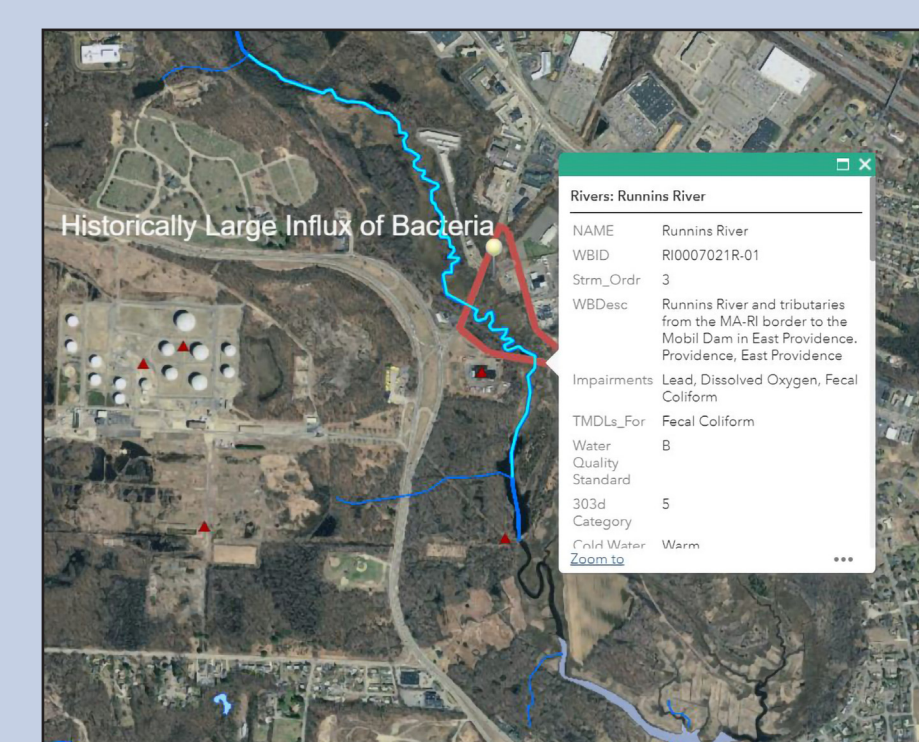 Historically Large Influx of Bacteria
Rivers: Runnins River
NAME Runnins River
WBID RI0007021R-01
Strm_Ordr 3
WBDesc Runnins River and tributaries
from the MA-RI border to the
Mobil Dam in East Providence.
Providence, East Providence
Impairments Lead, Dissolved Oxygen, Fecal
Coliform
TMDLs_For Fecal Coliform
Water B
Quality
Standard
303d 5
Category
Cold Water Warm
Zoom to